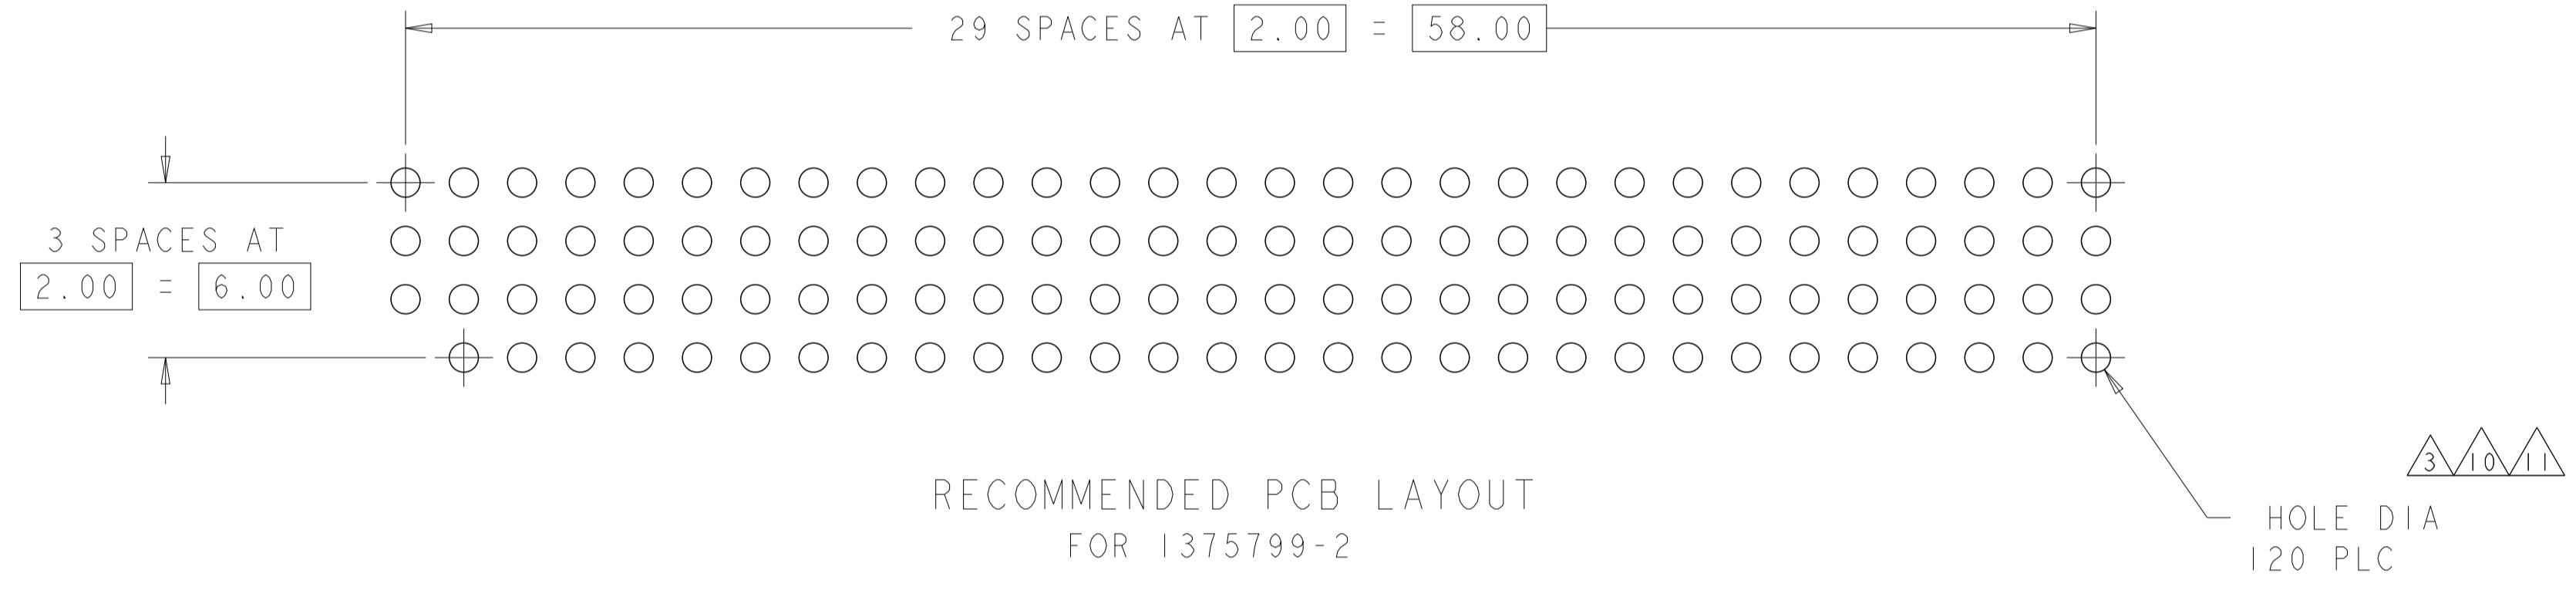 29 SPACES AT 2.00 = 58.00
3 SPACES AT
2.00 = 6.00
3 10 11
RECOMMENDED PCB LAYOUT
FOR 1375799-2
HOLE DIA
120 PLC